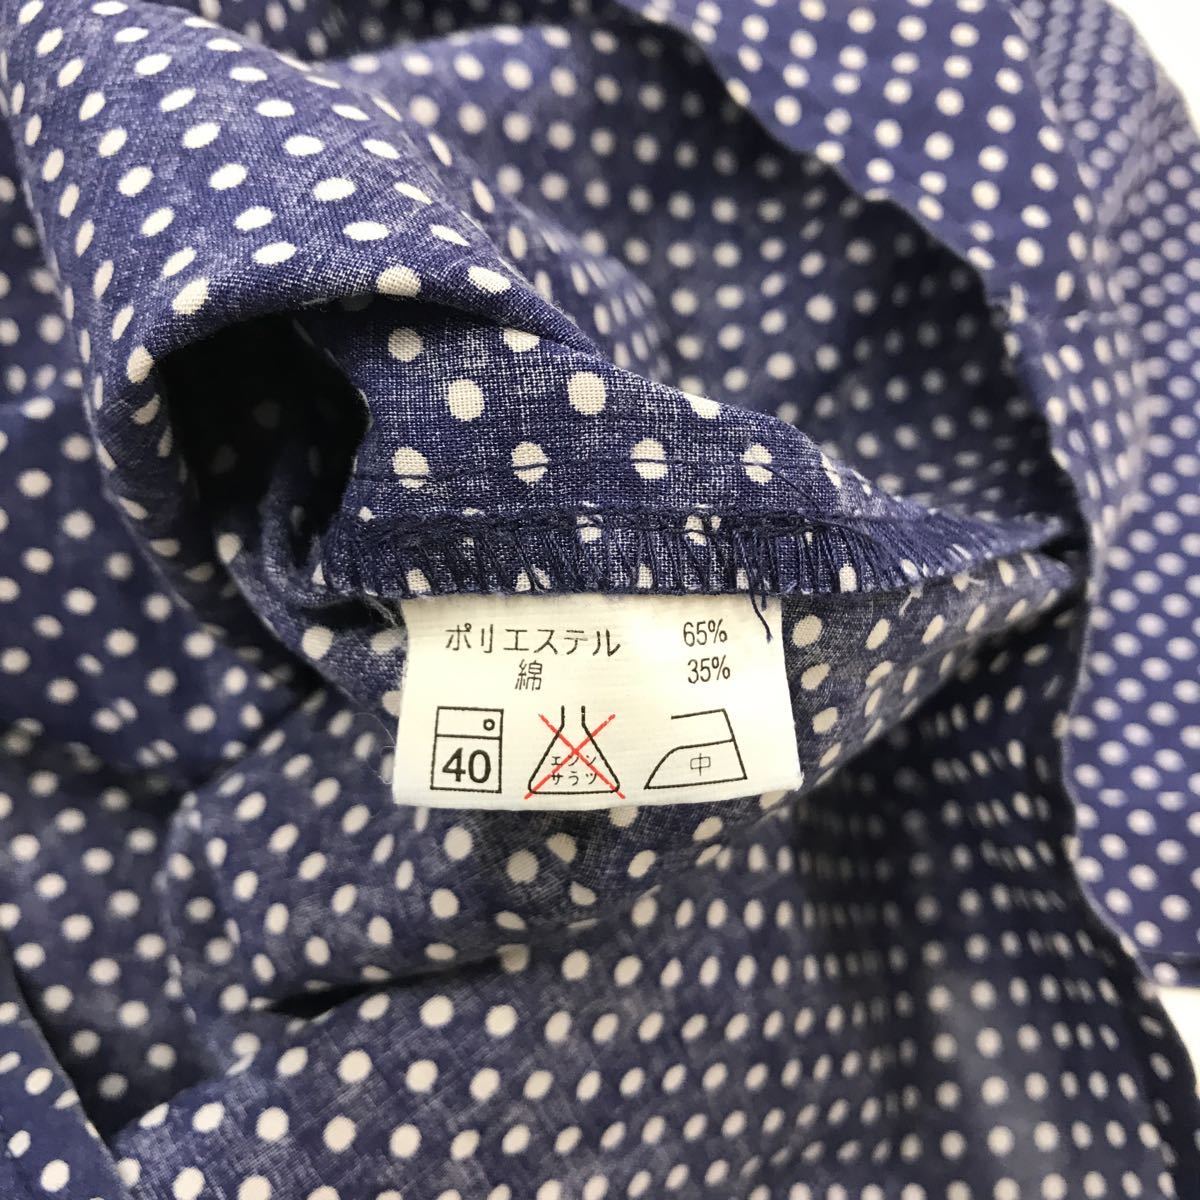 ポリエステル 65%
綿 35%
40 エンソ サラシ 中